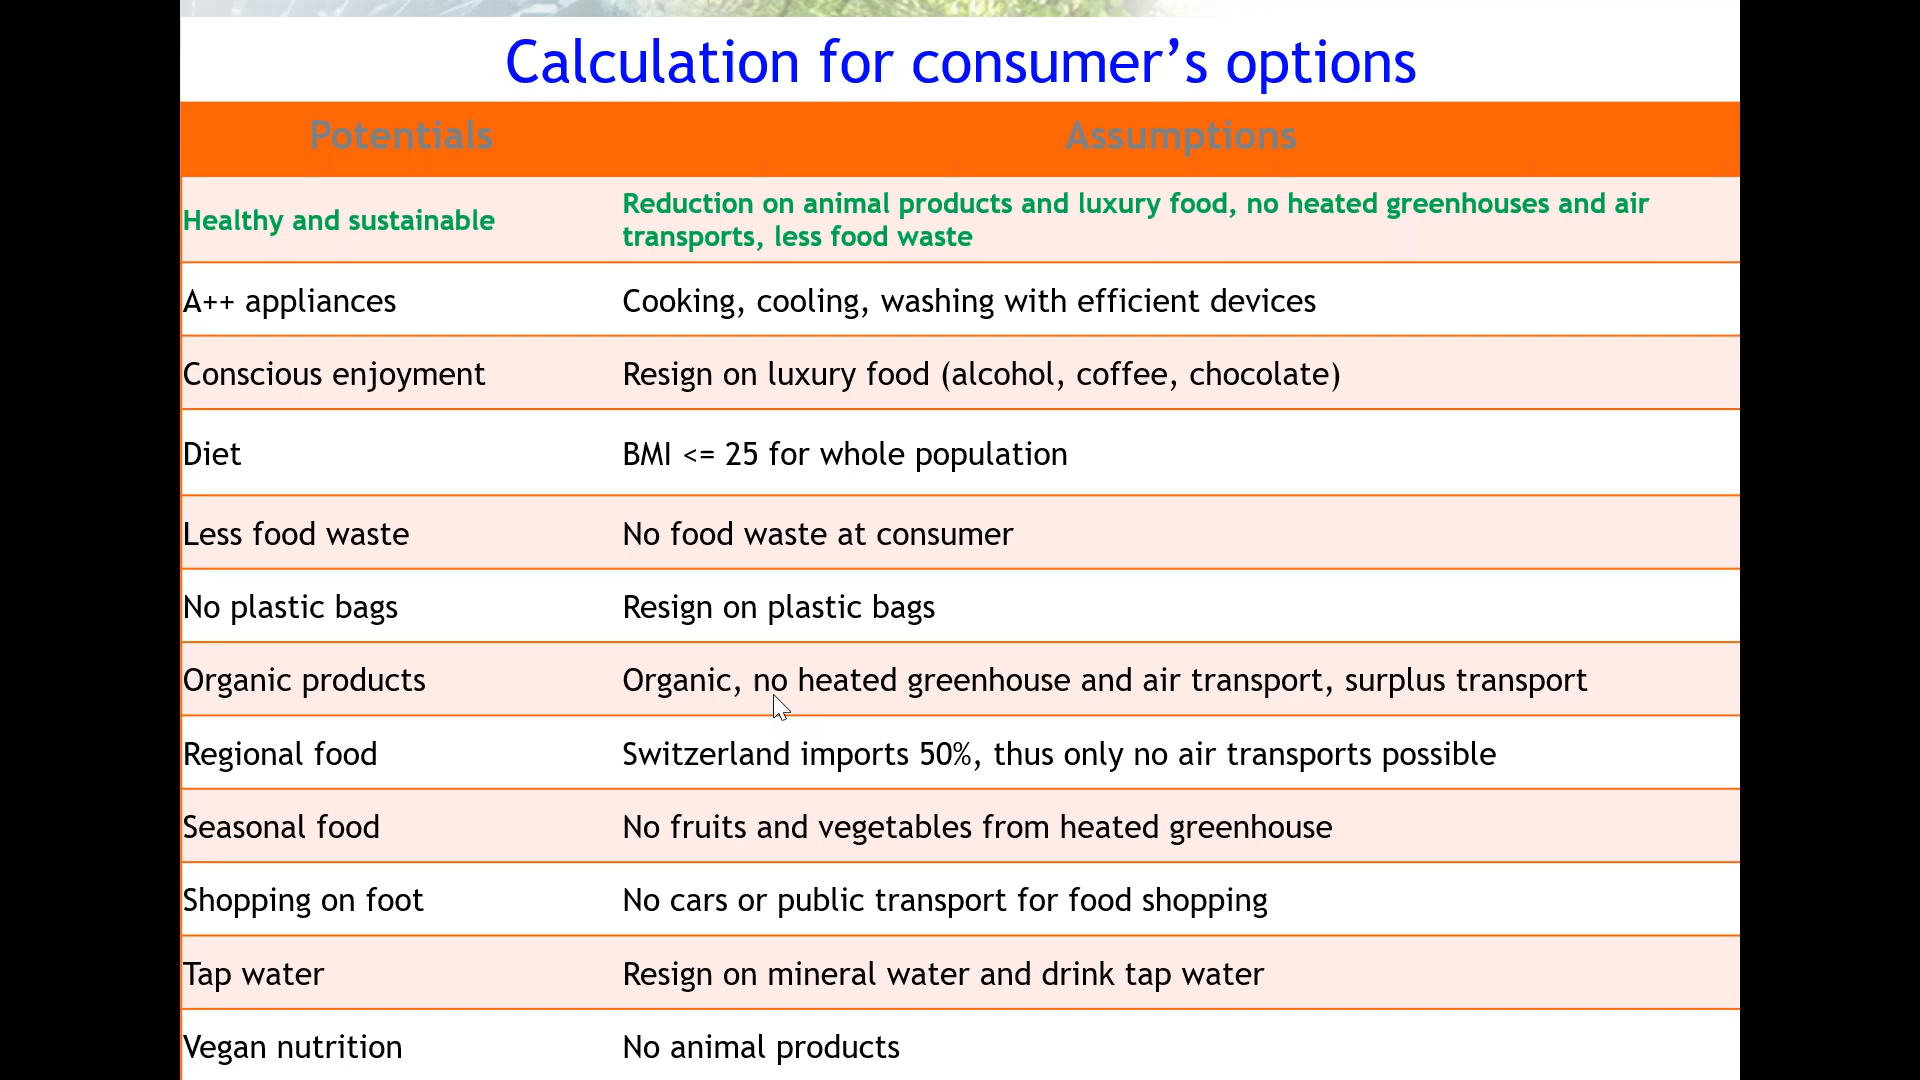 Calculation for consumer’s options
Potentials Assumptions
Healthy and sustainable Reduction on animal products and luxury food, no heated greenhouses and air
transports, less food waste
A++ appliances Cooking, cooling, washing with efficient devices
Conscious enjoyment Resign on luxury food (alcohol, coffee, chocolate)
Diet BMI <= 25 for whole population
Less food waste No food waste at consumer
No plastic bags Resign on plastic bags
Organic products Organic, no heated greenhouse and air transport, surplus transport
Regional food Switzerland imports 50%, thus only no air transports possible
Seasonal food No fruits and vegetables from heated greenhouse
Shopping on foot No cars or public transport for food shopping
Tap water Resign on mineral water and drink tap water
Vegan nutrition No animal products